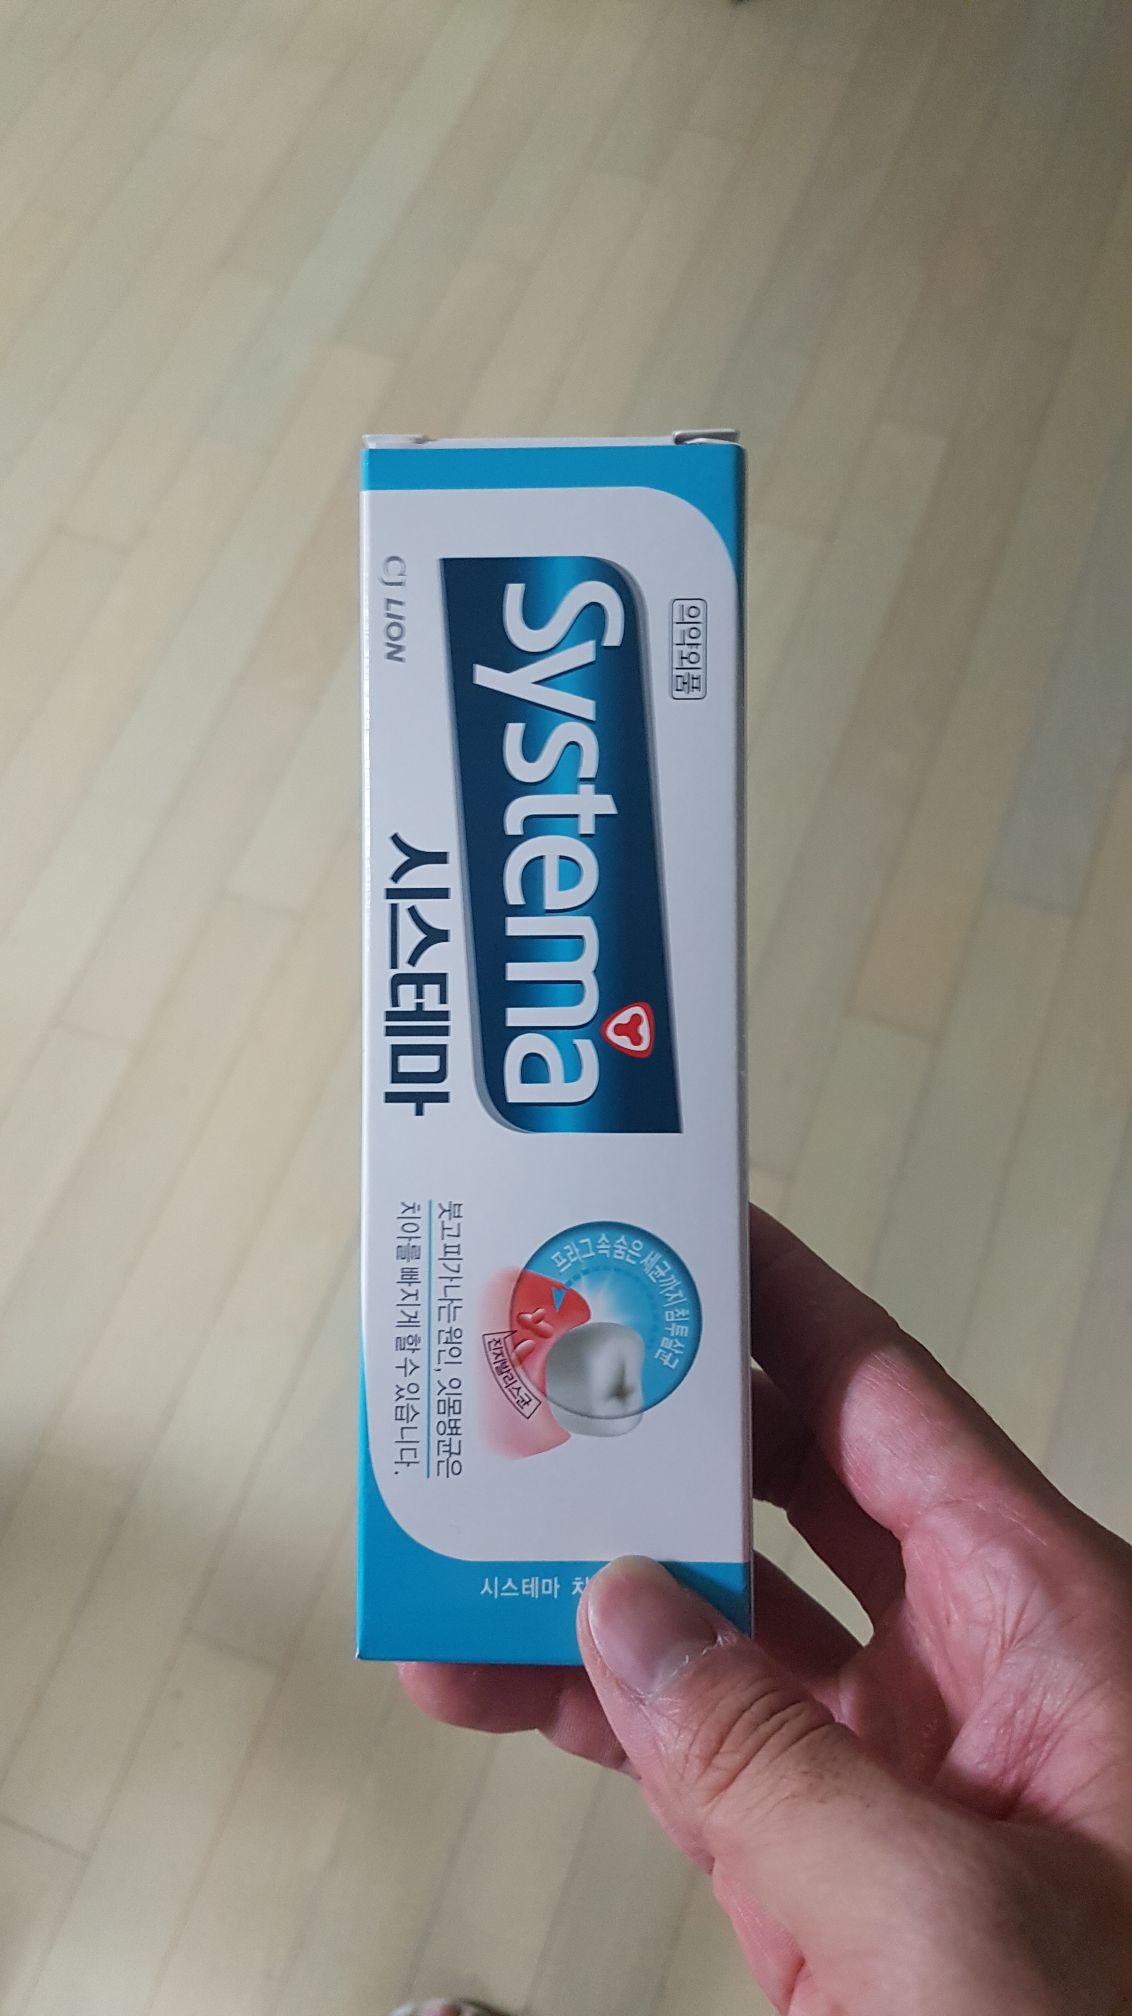 의약외품
Systema
CJ LION
시스테마
프라그 속 숨은 세균까지 침투살균
진지발리스균
붓고 피가 나는 원인, 잇몸병균은
치아를 빠지게 할 수 있습니다.
시스테마